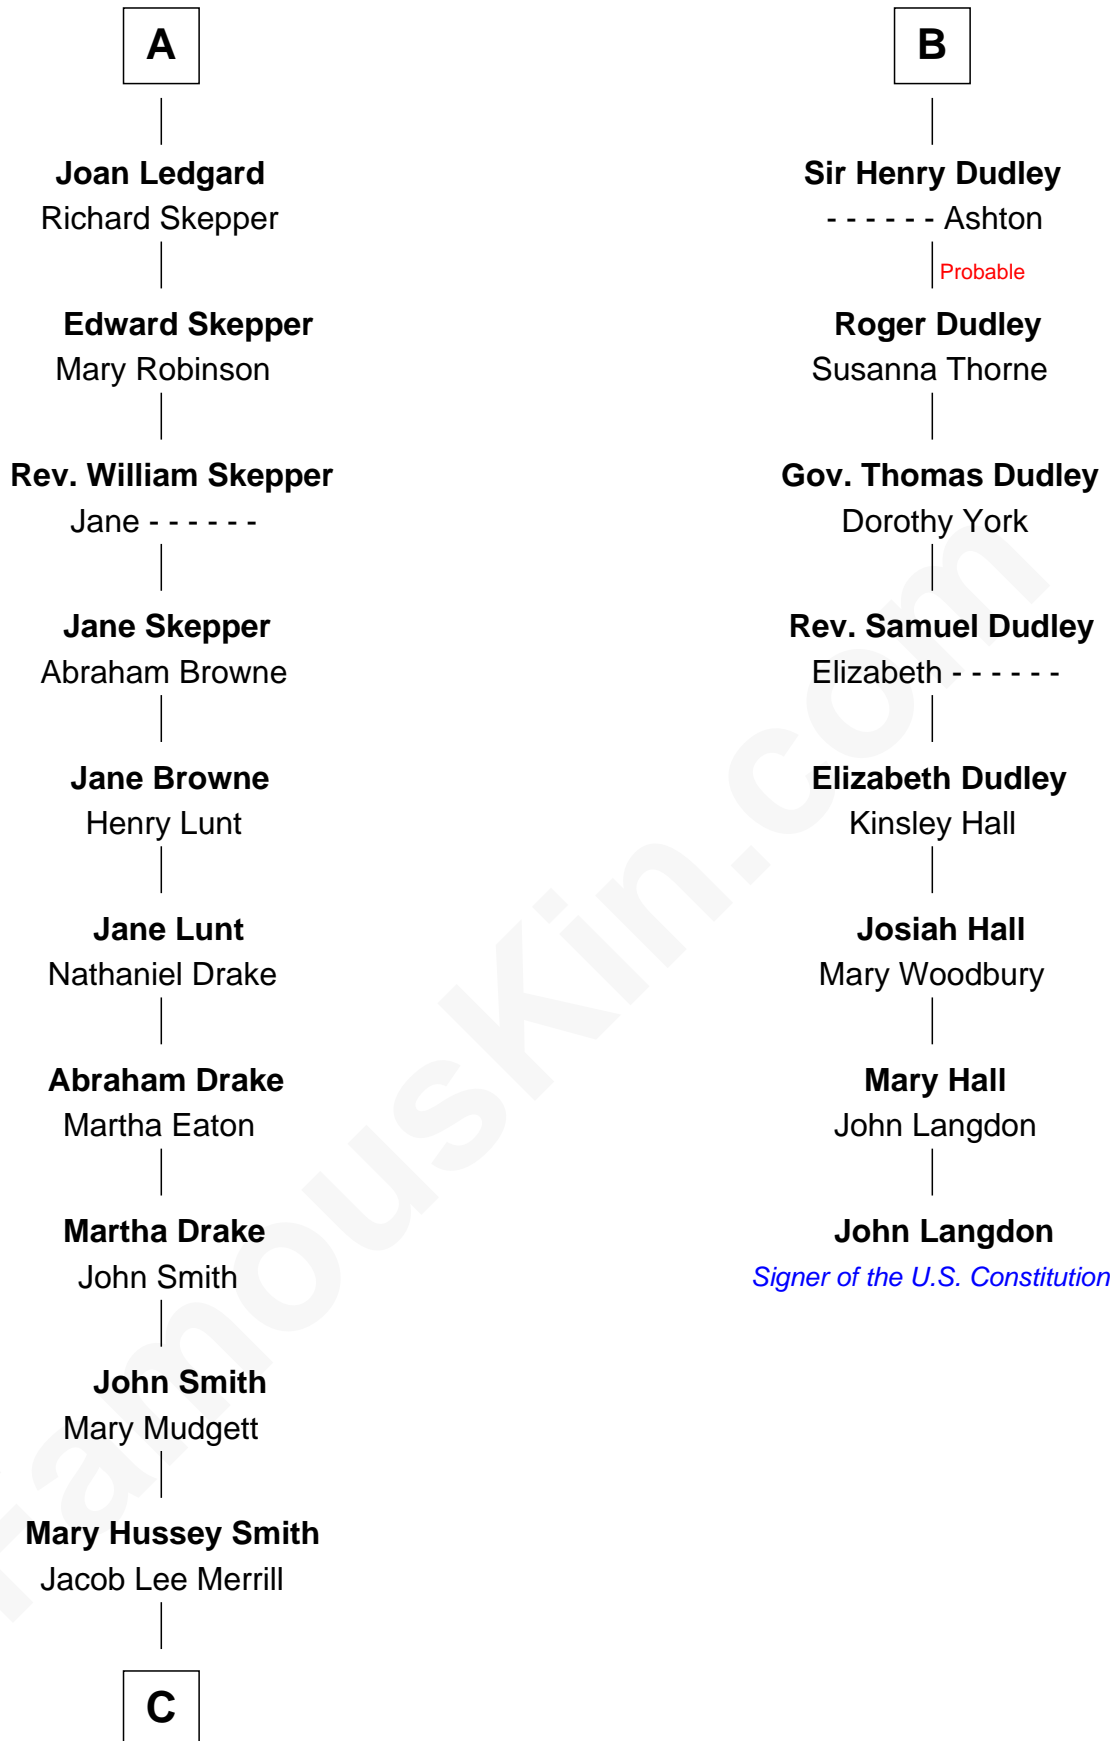 A
Joan Ledgard
Richard Skepper
Edward Skepper
Mary Robinson
Rev. William Skepper
Jane - - - - - -
Jane Skepper
Abraham Browne
Jane Browne
Henry Lunt
Jane Lunt
Nathaniel Drake
Abraham Drake
Martha Eaton
Martha Drake
John Smith
John Smith
Mary Mudgett
Mary Hussey Smith
Jacob Lee Merrill
C
B
Sir Henry Dudley
- - - - - - Ashton
Probable
Roger Dudley
Susanna Thorne
Gov. Thomas Dudley
Dorothy York
Rev. Samuel Dudley
Elizabeth - - - - - -
Elizabeth Dudley
Kinsley Hall
Josiah Hall
Mary Woodbury
Mary Hall
John Langdon
John Langdon
Signer of the U.S. Constitution
FamousKin.com